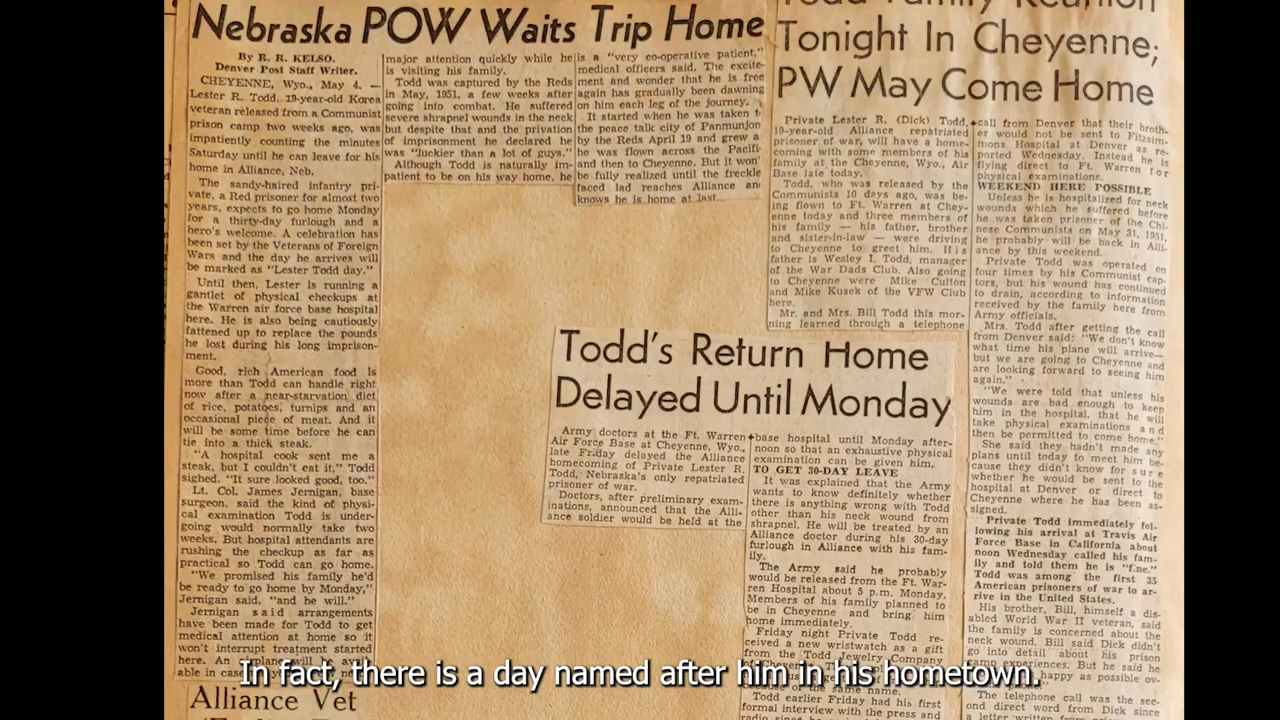 Nebraska POW Waits Trip Home
By R. R. KELSO.
Denver Post Staff Writer.
CHEYENNE, Wyo., May 4. —
Lester R. Todd, 19-year-old Korea
veteran released from a Communist
prison camp two weeks ago, was
impatiently counting the minutes
Saturday until he can leave for his
home in Alliance, Neb.
The sandy-haired infantry pri-
vate, a Red prisoner for almost two
years, expects to go home Monday
for a thirty-day furlough and a
hero's welcome. A celebration has
been set by the Veterans of Foreign
Wars and the day he arrives will
be marked as "Lester Todd day."
Until then, Lester is running a
gantlet of physical checkups at
the Warren air force base hospital
here. He is also being cautiously
fattened up to replace the pounds
he lost during his long imprison-
ment.
Good, rich American food is
more than Todd can handle right
now after a near-starvation diet
of rice, potatoes, turnips and an
occasional piece of meat. And it
will be some time before he can
tie into a thick steak.
"A hospital cook sent me a
steak, but I couldn't eat it," Todd
sighed. "It sure looked good, too."
Lt. Col. James Jernigan, base
surgeon, said the kind of physi-
cal examination Todd is under-
going would normally take two
weeks. But hospital attendants are
rushing the checkup as far as
practical so Todd can go home.
"We promised his family he'd
be ready to go home by Monday,"
Jernigan said, "and he will."
Jernigan said arrangements
have been made for Todd to get
medical attention at home so it
won't interrupt treatment started
here. An
able in case
major attention quickly while he
is visiting his family.
Todd was captured by the Reds
in May, 1951, a few weeks after
going into combat. He suffered
severe shrapnel wounds in the neck
but despite that and the privation
of imprisonment he declared he
was "luckier than a lot of guys."
Although Todd is naturally im-
patient to be on his way home, he
is a "very co-operative patient,"
medical officers said. The excite-
ment and wonder that he is free
again has gradually been dawning
on him each leg of the journey.
It started when he was taken t
the peace talk city of Panmunjon
by the Reds April 19 and grew a
he was flown across the Pacifi
and then to Cheyenne. But it won'
be fully realized until the freckle
faced lad reaches Alliance an
knows he is home at last.
Alliance Vet
Todd Family Reunion
Tonight In Cheyenne;
PW May Come Home
Private Lester R. (Dick) Todd,
19-year-old Alliance repatriated
prisoner of war, will have a home-
coming with some members of his
family at the Cheyenne, Wyo., Air
Base late today.
Todd, who was released by the
Communists 10 days ago, was be-
ing flown to Ft. Warren at Chey-
enne today and three members of
his family — his father, brother
and sister-in-law — were driving
to Cheyenne to greet him. His
father is Wesley I. Todd, manager
of the War Dads Club. Also going
to Cheyenne were Mike Culton
and Mike Kusek of the VFW Club
here.
Mr. and Mrs. Bill Todd this mor-
ning learned through a telephone
call from Denver that their broth-
er would not be sent to Fitzsim-
mons Hospital at Denver as re-
ported Wednesday. Instead he is
flying direct to Ft. Warren for
physical examinations.
WEEKEND HERE POSSIBLE
Unless he is hospitalized for neck
wounds which he suffered before
he was taken prisoner of the Chi-
nese Communists on May 31, 1951,
he probably will be back in Alli-
ance by this weekend.
Private Todd was operated on
four times by his Communist cap-
tors, but his wound has continued
to drain, according to information
received by the family here from
Army officials.
Mrs. Todd after getting the call
from Denver said: "We don't know
what time his plane will arrive—
but we are going to Cheyenne and
are looking forward to seeing him
again."
"We were told that unless his
wounds are bad enough to keep
him in the hospital, that he will
take physical examinations and
then be permitted to come home."
She said they hadn't made any
plans until today to meet him be-
cause they didn't know for sure
whether he would be sent to the
hospital at Denver or direct to
Cheyenne where he has been as-
signed.
Private Todd immediately fol-
lowing his arrival at Travis Air
Force Base in California about
noon Wednesday called his fam-
ily and told them he is "fine."
Todd was among the first 35
American prisoners of war to ar-
rive in the United States.
His brother, Bill, himself a dis-
abled World War II veteran, said
the family is concerned about the
neck wound. Bill said Dick didn't
go into detail about his prison
camp experiences. But he said he
happy as possible ov-
The telephone call was the sec-
ond direct word from Dick since
Todd's Return Home
Delayed Until Monday
Army doctors at the Ft. Warren
Air Force Base at Cheyenne, Wyo.,
late Friday delayed the Alliance
homecoming of Private Lester R.
Todd, Nebraska's only repatriated
prisoner of war.
Doctors, after preliminary exam-
inations, announced that the Alli-
ance soldier would be held at the
base hospital until Monday after-
noon so that an exhaustive physical
examination can be given him.
TO GET 30-DAY LEAVE
It was explained that the Army
wants to know definitely whether
there is anything wrong with Todd
other than his neck wound from
shrapnel. He will be treated by an
Alliance doctor during his 30-day
furlough in Alliance with his fam-
ily.
The Army said he probably
would be released from the Ft. War-
ren Hospital about 5 p.m. Monday.
Members of his family planned to
be in Cheyenne and bring him
home immediately.
Friday night Private Todd re-
ceived a new wristwatch as a gift
from the Todd Jewelry Company
of the same name.
Todd earlier Friday had his first
formal interview with the press and
In fact, there is a day named after him in his hometown.